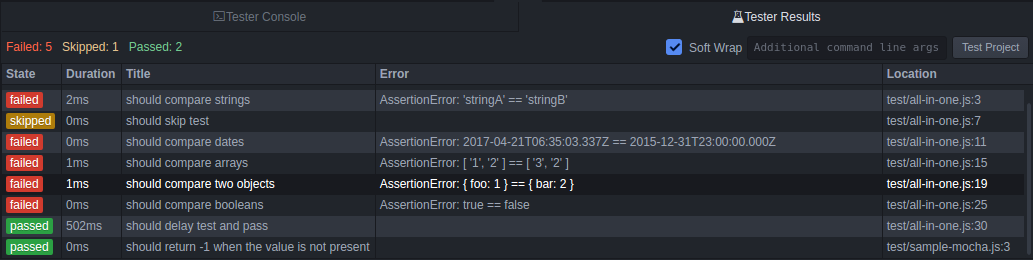 Tester Console
Tester Results
Failed: 5 Skipped: 1 Passed: 2
Soft Wrap Additional command line args Test Project
State Duration Title Error Location
failed 2ms should compare strings AssertionError: 'stringA' == 'stringB' test/all-in-one.js:3
skipped 0ms should skip test test/all-in-one.js:7
failed 0ms should compare dates AssertionError: 2017-04-21T06:35:03.337Z == 2015-12-31T23:00:00.000Z test/all-in-one.js:11
failed 1ms should compare arrays AssertionError: [ '1', '2' ] == [ '3', '2' ] test/all-in-one.js:15
failed 1ms should compare two objects AssertionError: { foo: 1 } == { bar: 2 } test/all-in-one.js:19
failed 0ms should compare booleans AssertionError: true == false test/all-in-one.js:25
passed 502ms should delay test and pass test/all-in-one.js:30
passed 0ms should return -1 when the value is not present test/sample-mocha.js:3